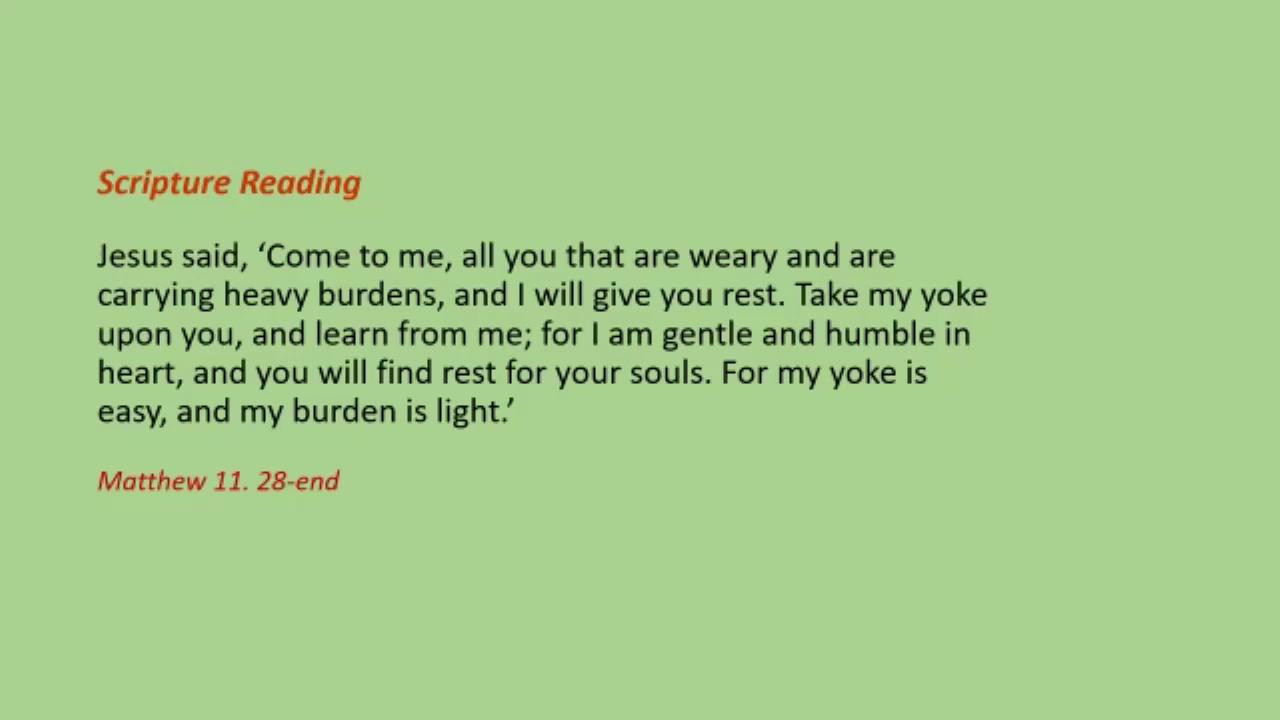 Scripture Reading
Jesus said, ‘Come to me, all you that are weary and are
carrying heavy burdens, and I will give you rest. Take my yoke
upon you, and learn from me; for I am gentle and humble in
heart, and you will find rest for your souls. For my yoke is
easy, and my burden is light.’
Matthew 11. 28-end